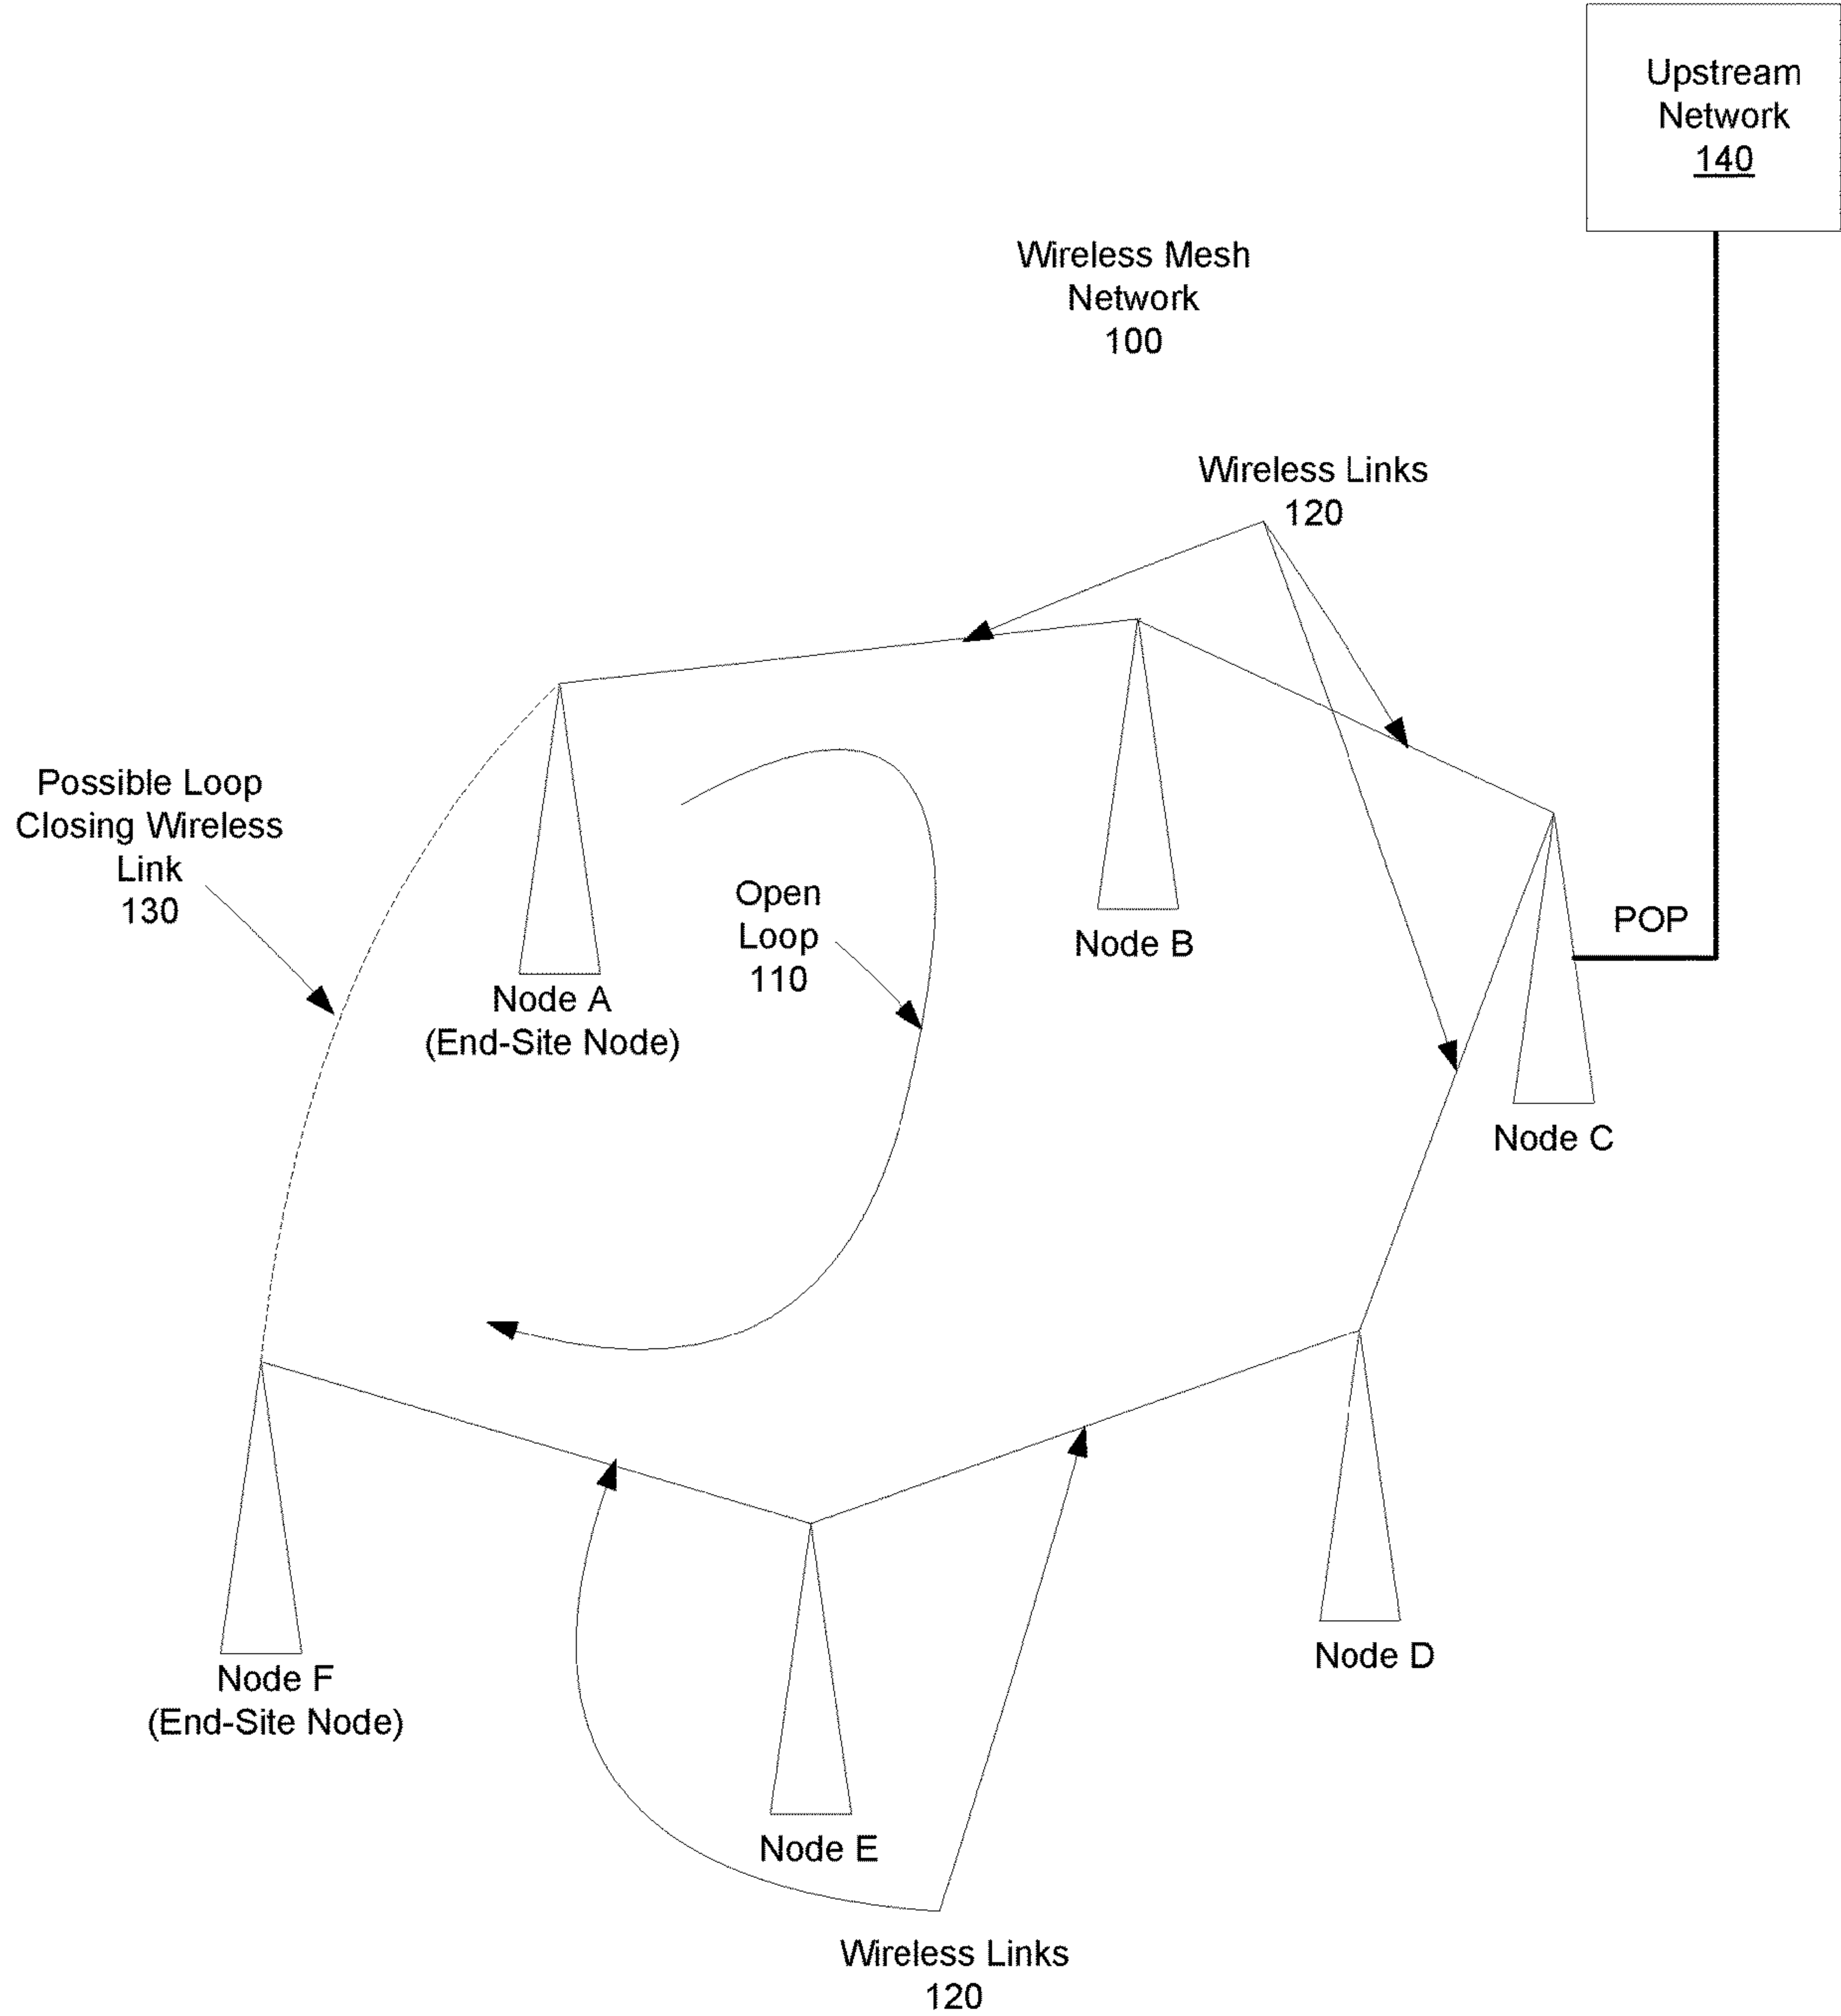 Upstream
Network
140
Wireless Mesh
Network
100
Wireless Links
120
Possible Loop
Closing Wireless
Link
130
Open
Loop
110
Node B
POP
Node A
(End-Site Node)
Node C
Node F
(End-Site Node)
Node D
Node E
Wireless Links
120